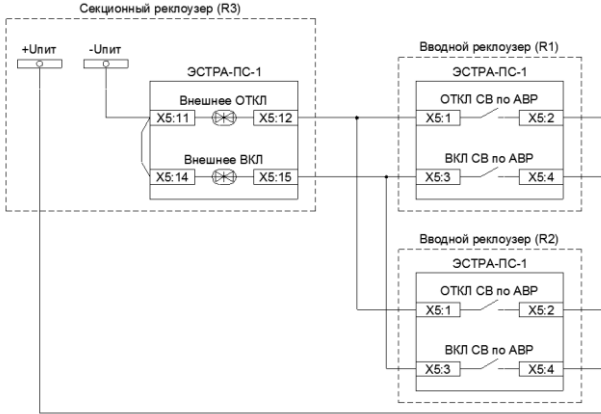 Секционный реклоузер (R3)
+Uпит
-Uпит
ЭСТРА-ПС-1
Внешнее ОТКЛ
X5:11
X5:12
Внешнее ВКЛ
X5:14
X5:15
Вводной реклоузер (R1)
ЭСТРА-ПС-1
ОТКЛ СВ по АВР
X5:1
X5:2
ВКЛ СВ по АВР
X5:3
X5:4
Вводной реклоузер (R2)
ЭСТРА-ПС-1
ОТКЛ СВ по АВР
X5:1
X5:2
ВКЛ СВ по АВР
X5:3
X5:4